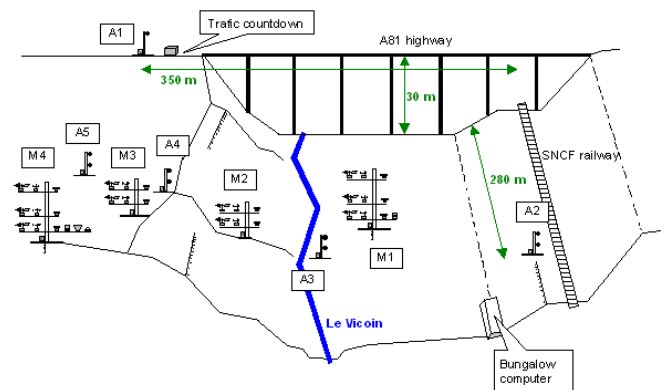 Trafic countdown
A1
A81 highway
350 m
30 m
A5
A4
M4
M3
M2
SNCF railway
280 m
A2
A3
M1
Le Vicoin
Bungalow
computer